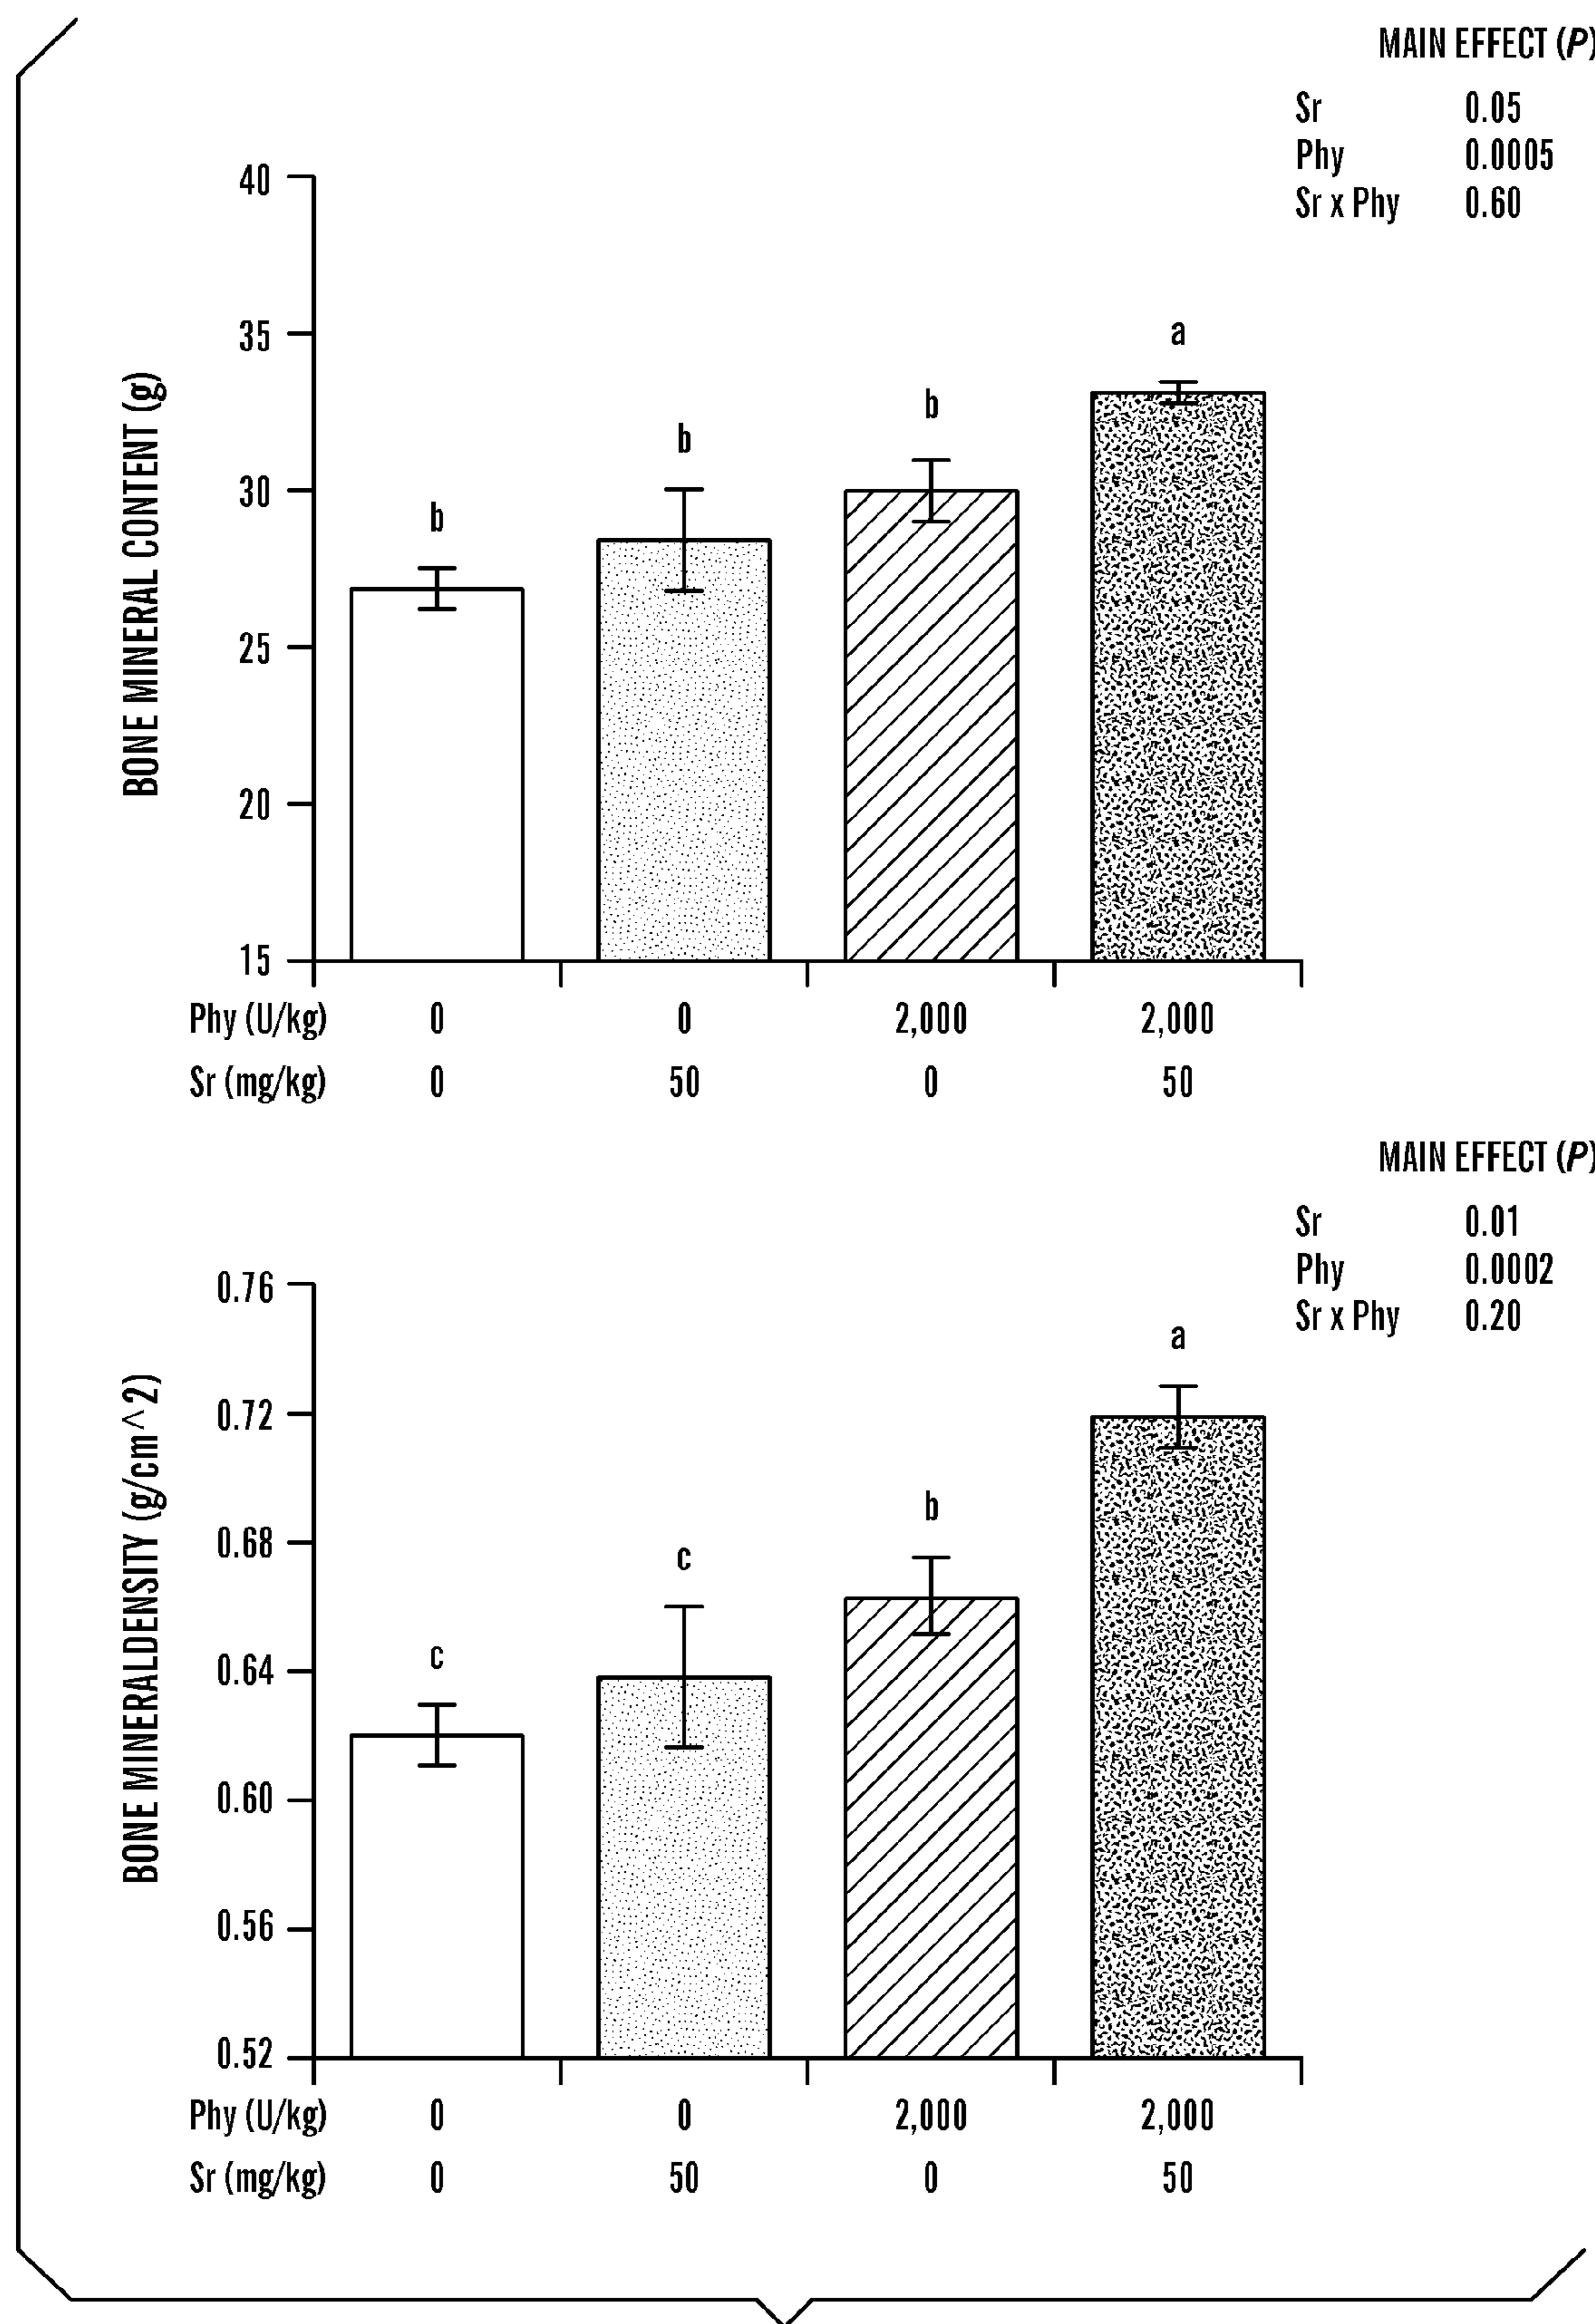 MAIN EFFECT (P)
Sr 0.05
Phy 0.0005
Sr x Phy 0.60
BONE MINERAL CONTENT (g)
40
35
30
25
20
15
b b b a
Phy (U/kg) 0 0 2,000 2,000
Sr (mg/kg) 0 50 0 50
MAIN EFFECT (P)
Sr 0.01
Phy 0.0002
Sr x Phy 0.20
BONE MINERALDENSITY (g/cm^2)
0.76
0.72
0.68
0.64
0.60
0.56
0.52
c c b a
Phy (U/kg) 0 0 2,000 2,000
Sr (mg/kg) 0 50 0 50